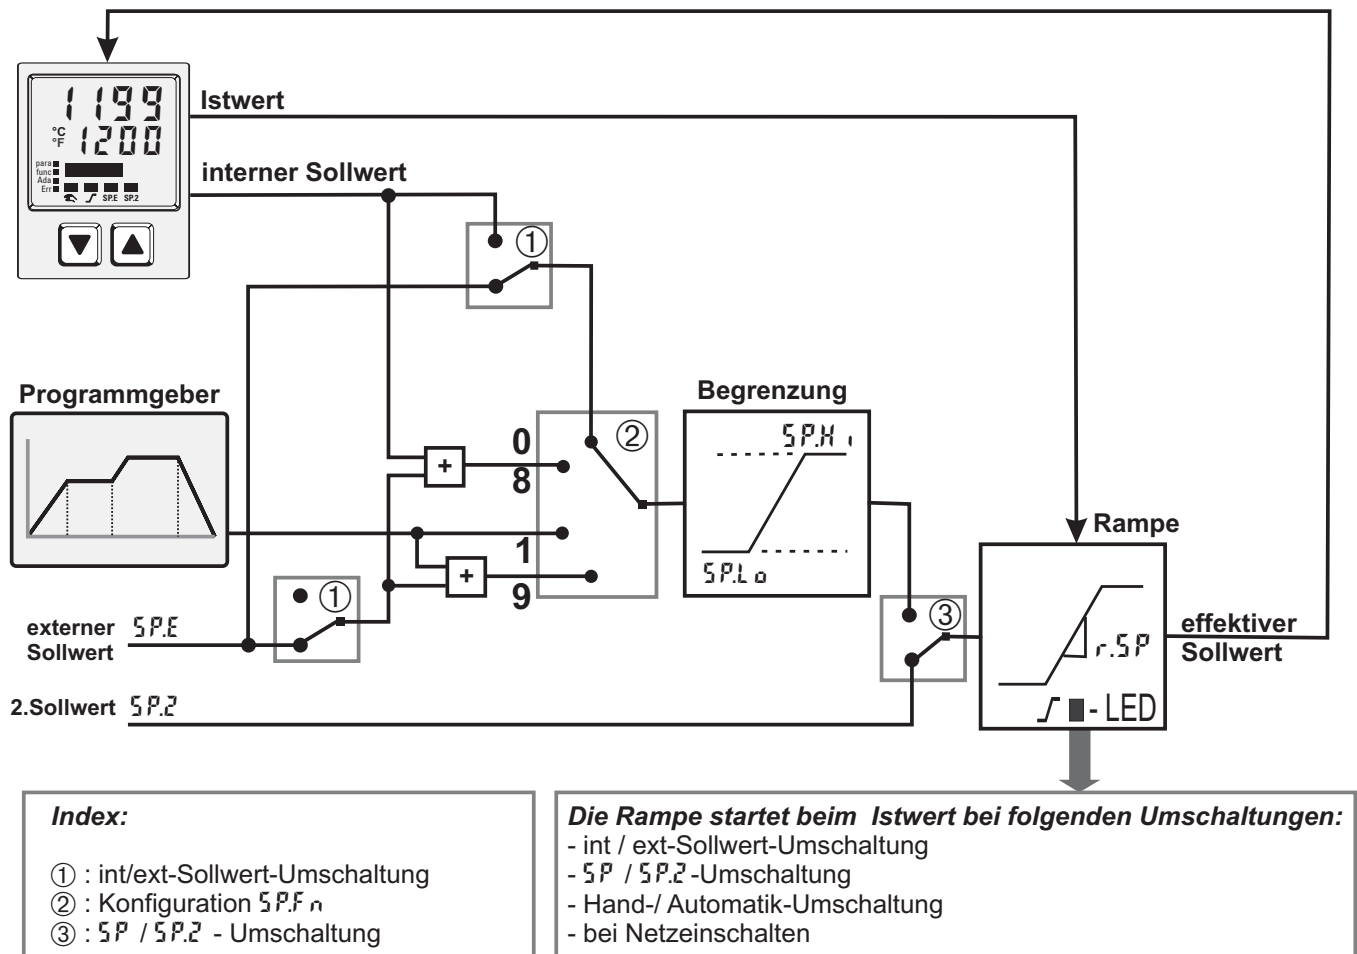 1199
°C
°F
1200
para
func
Ada
Err
SP.E SP.2
Istwert
interner Sollwert
①
Programmgeber
Begrenzung
0
8
1
9
②
+
+
SP.Hi
SP.Lo
①
externer
Sollwert
SP.E
2.Sollwert SP.2
③
Rampe
r.SP
- LED
effektiver
Sollwert
Index:
① : int/ext-Sollwert-Umschaltung
② : Konfiguration SP.Fn
③ : SP / SP.2 - Umschaltung
Die Rampe startet beim Istwert bei folgenden Umschaltungen:
- int / ext-Sollwert-Umschaltung
- SP / SP.2 -Umschaltung
- Hand-/ Automatik-Umschaltung
- bei Netzeinschalten